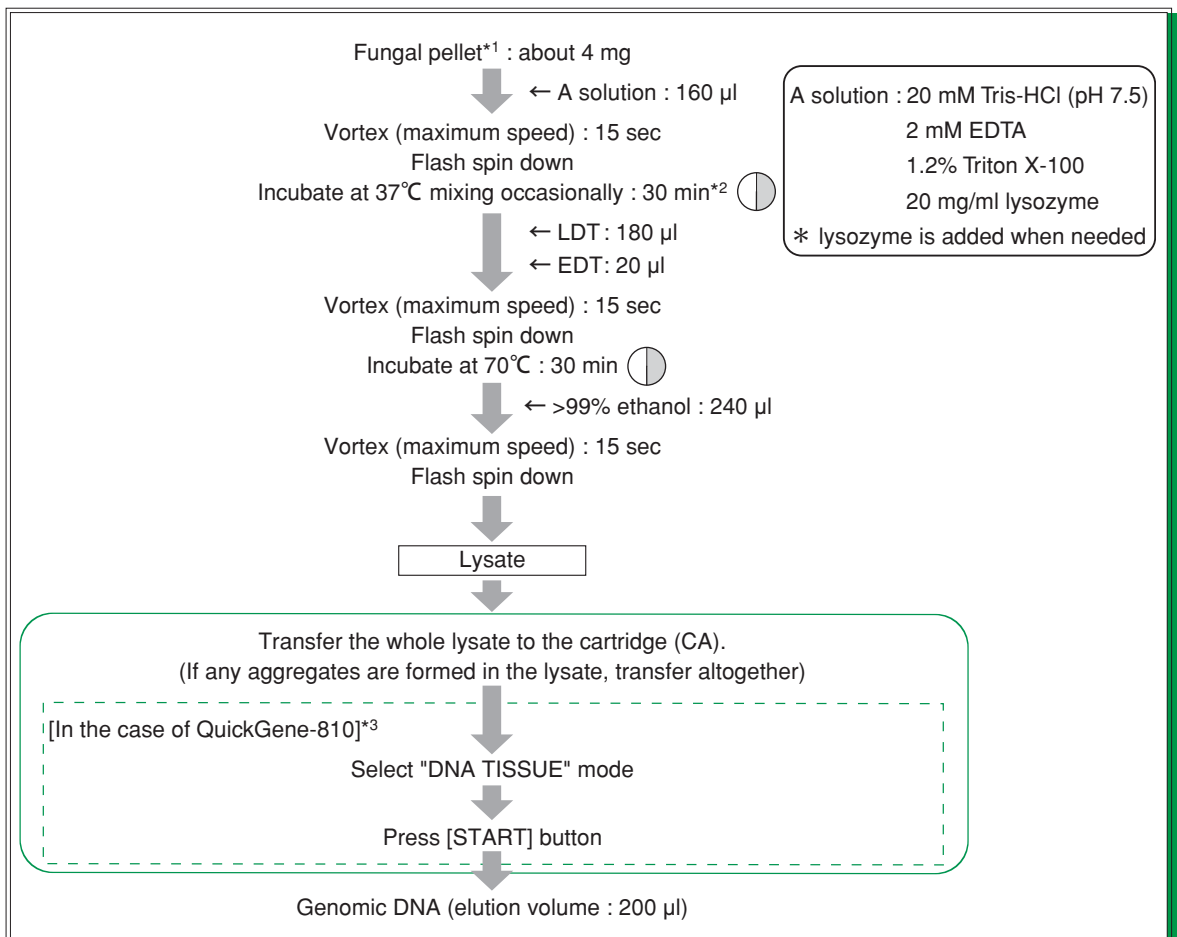 Fungal pellet*1 : about 4 mg
← A solution : 160 µl
A solution : 20 mM Tris-HCl (pH 7.5)
2 mM EDTA
1.2% Triton X-100
20 mg/ml lysozyme
* lysozyme is added when needed
Vortex (maximum speed) : 15 sec
Flash spin down
Incubate at 37℃ mixing occasionally : 30 min*2
← LDT : 180 µl
← EDT : 20 µl
Vortex (maximum speed) : 15 sec
Flash spin down
Incubate at 70℃ : 30 min
← >99% ethanol : 240 µl
Vortex (maximum speed) : 15 sec
Flash spin down
Lysate
Transfer the whole lysate to the cartridge (CA).
(If any aggregates are formed in the lysate, transfer altogether)
[In the case of QuickGene-810]*3
Select "DNA TISSUE" mode
Press [START] button
Genomic DNA (elution volume : 200 µl)